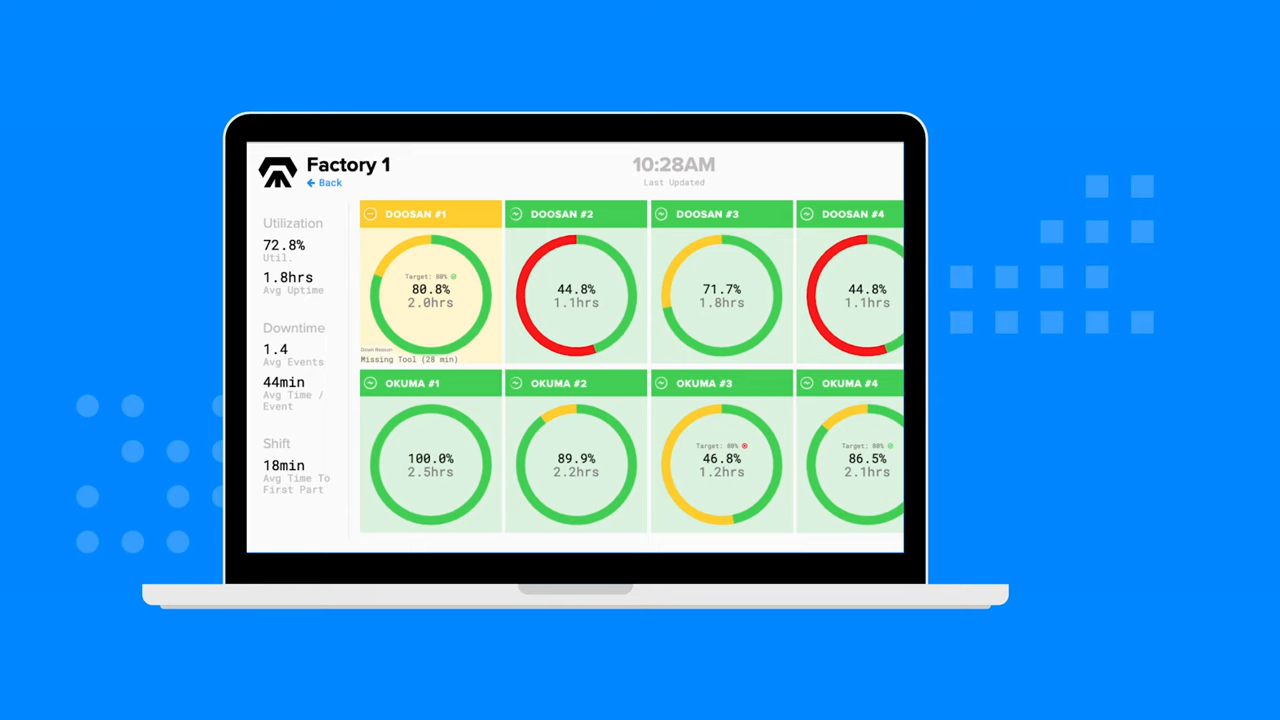 Factory 1
Back
10:28AM
Last Updated
Utilization
72.8%
Util.
1.8hrs
Avg Uptime
Downtime
1.4
Avg Events
44min
Avg Time /
Event
Shift
18min
Avg Time To
First Part
DOOSAN #1
Target: 80%
80.8%
2.0hrs
Down Reason
Missing Tool (28 min)
DOOSAN #2
44.8%
1.1hrs
DOOSAN #3
71.7%
1.8hrs
DOOSAN #4
44.8%
1.1hrs
OKUMA #1
100.0%
2.5hrs
OKUMA #2
89.9%
2.2hrs
OKUMA #3
Target: 80%
46.8%
1.2hrs
OKUMA #4
Target: 80%
86.5%
2.1hrs